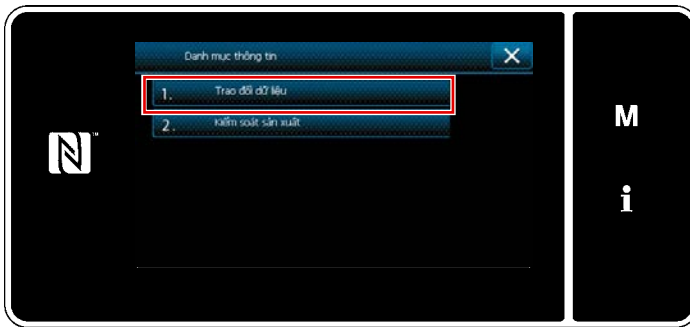 Danh mục thông tin
1. Trao đổi dữ liệu
2. Kiểm soát sản xuất
N
M
i